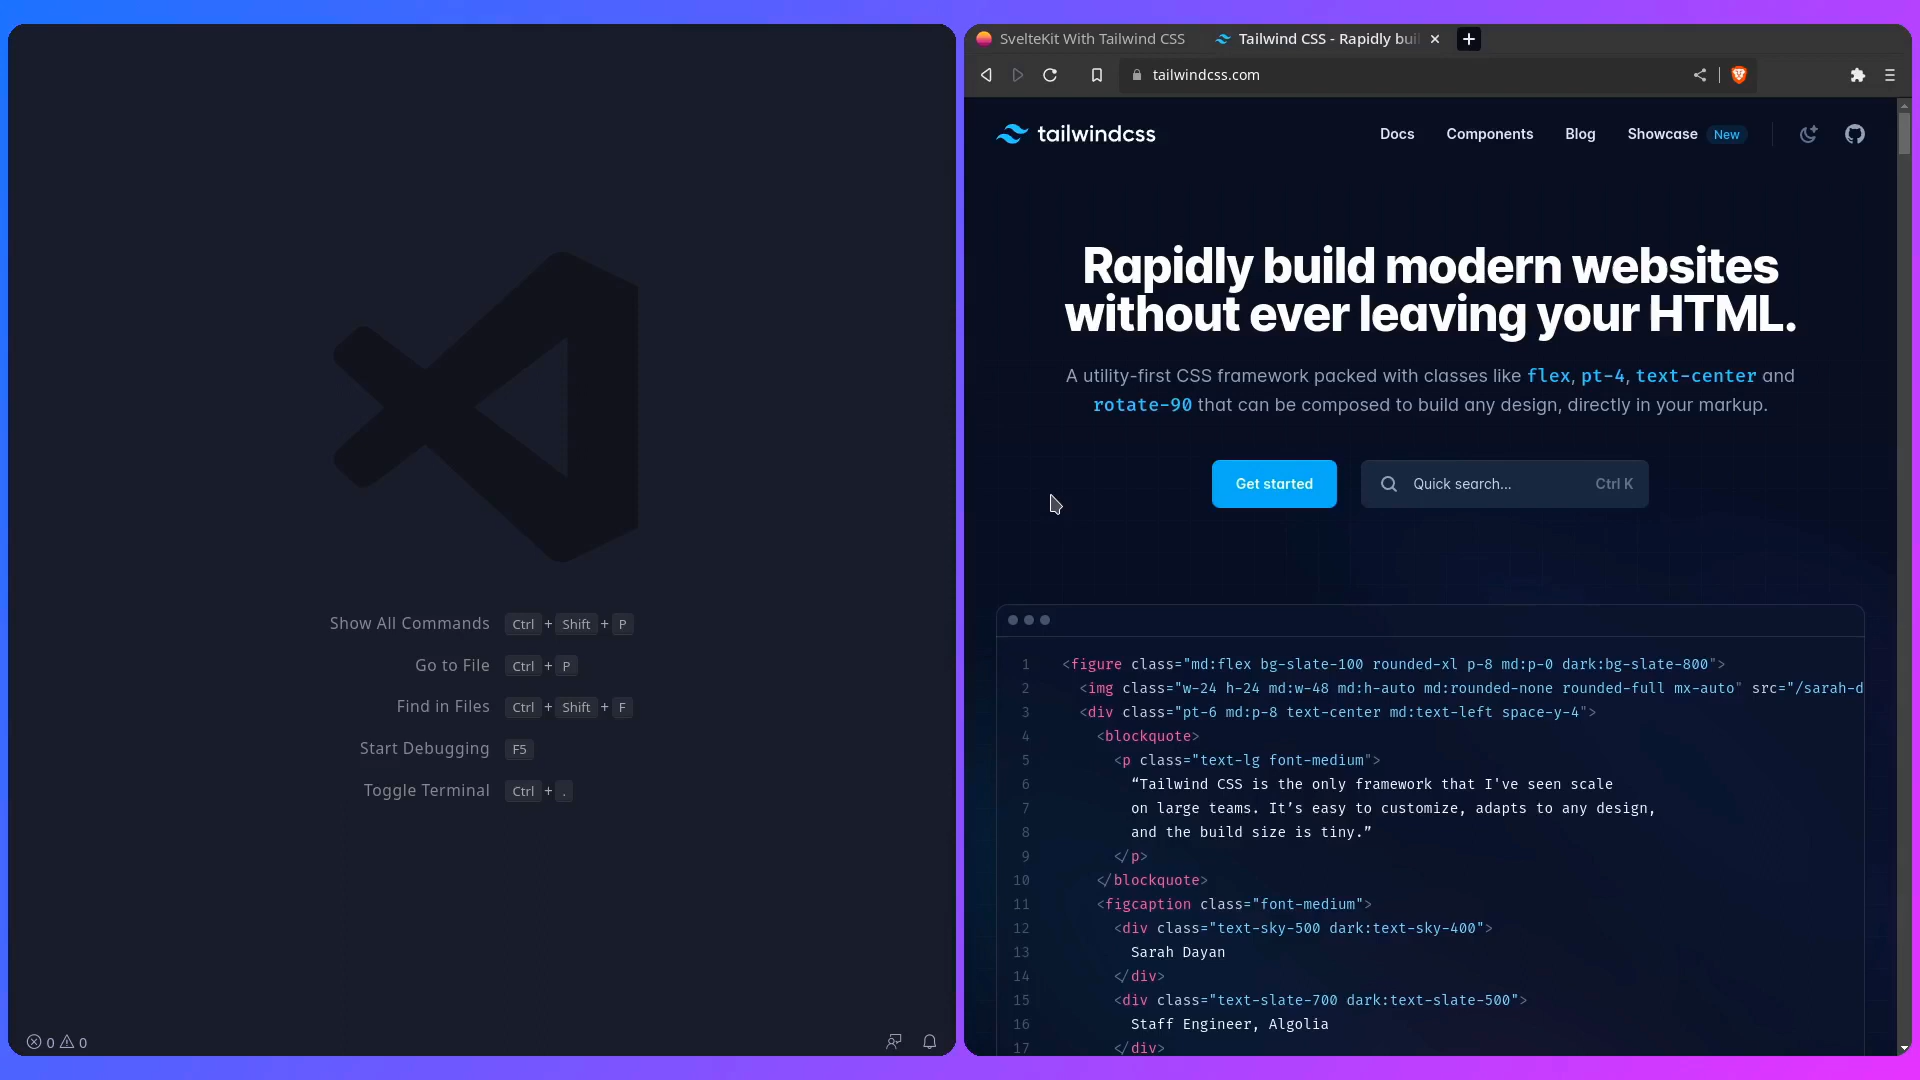 Show All Commands Ctrl + Shift + P
Go to File Ctrl + P
Find in Files Ctrl + Shift + F
Start Debugging F5
Toggle Terminal Ctrl + .
0 0
SvelteKit With Tailwind CSS
Tailwind CSS - Rapidly bui
tailwindcss.com
tailwindcss
Docs Components Blog Showcase New
Rapidly build modern websites
without ever leaving your HTML.
A utility-first CSS framework packed with classes like flex, pt-4, text-center and
rotate-90 that can be composed to build any design, directly in your markup.
Get started
Quick search... Ctrl K
1 <figure class="md:flex bg-slate-100 rounded-xl p-8 md:p-0 dark:bg-slate-800">
2 <img class="w-24 h-24 md:w-48 md:h-auto md:rounded-none rounded-full mx-auto" src="/sarah-d
3 <div class="pt-6 md:p-8 text-center md:text-left space-y-4">
4 <blockquote>
5 <p class="text-lg font-medium">
6 “Tailwind CSS is the only framework that I've seen scale
7 on large teams. It’s easy to customize, adapts to any design,
8 and the build size is tiny.”
9 </p>
10 </blockquote>
11 <figcaption class="font-medium">
12 <div class="text-sky-500 dark:text-sky-400">
13 Sarah Dayan
14 </div>
15 <div class="text-slate-700 dark:text-slate-500">
16 Staff Engineer, Algolia
17 </div>